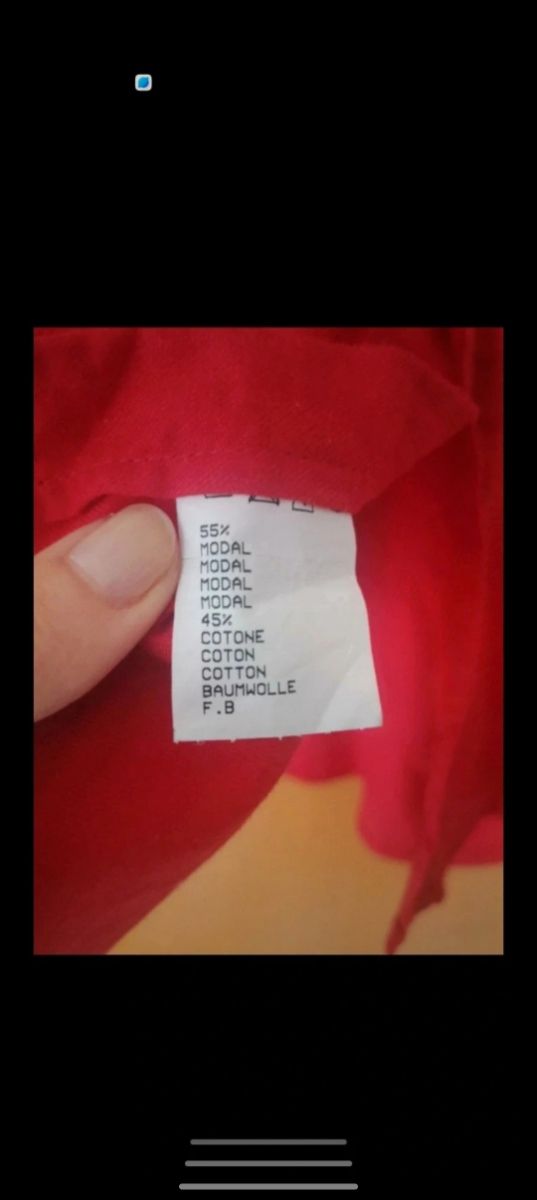 55%
MODAL
MODAL
MODAL
MODAL
45%
COTONE
COTON
COTTON
BAUMWOLLE
F.B